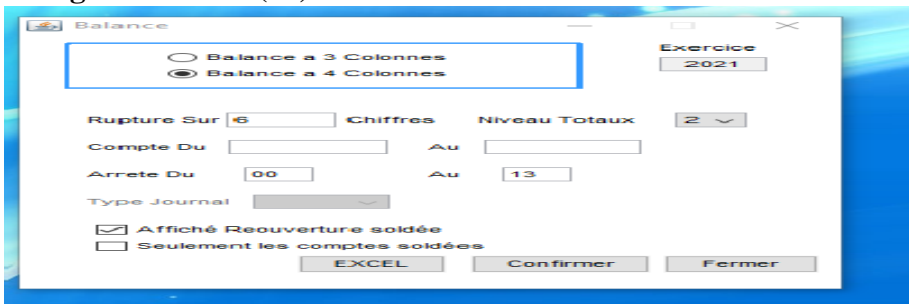 Balance
Balance a 3 Colonnes
Exercice
Balance a 4 Colonnes
2021
Rupture Sur 6 Chiffres Niveau Totaux 2
Compte Du Au
Arrete Du 00 Au 13
Type Journal
Affiché Reouverture soldée
Seulement les comptes soldées
EXCEL Confirmer Fermer